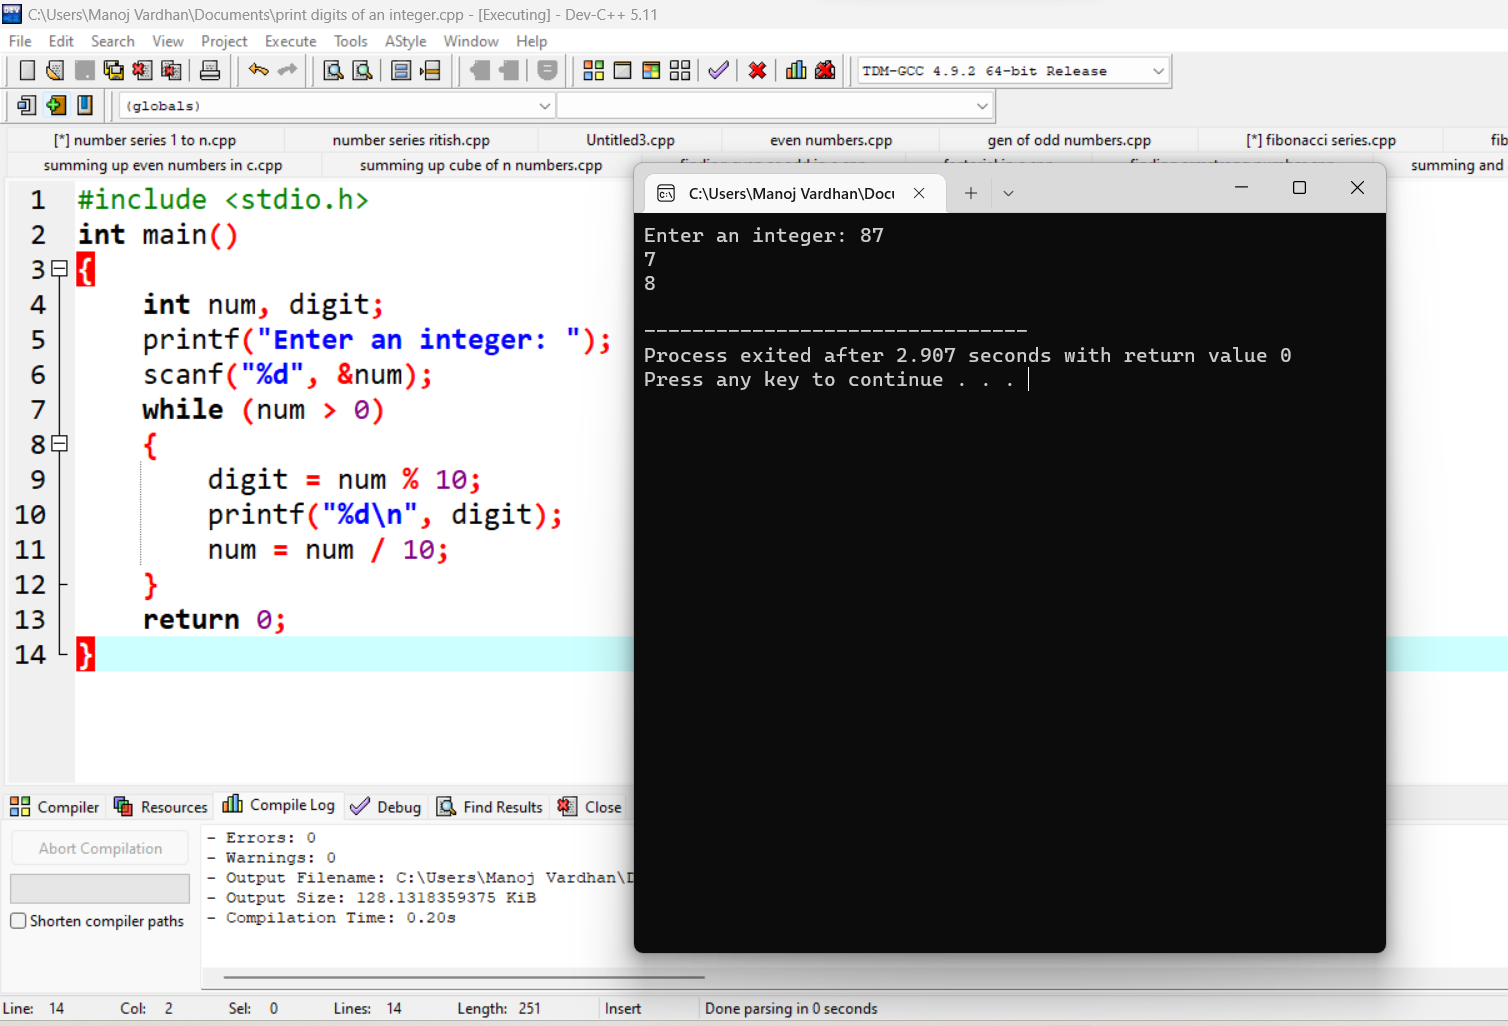 C:\Users\Manoj Vardhan\Documents\print digits of an integer.cpp - [Executing] - Dev-C++ 5.11
File Edit Search View Project Execute Tools AStyle Window Help
TDM-GCC 4.9.2 64-bit Release
(globals)
[*] number series 1 to n.cpp number series ritish.cpp Untitled3.cpp even numbers.cpp gen of odd numbers.cpp [*] fibonacci series.cpp fib
summing up even numbers in c.cpp summing up cube of n numbers.cpp summing and
1 #include <stdio.h>
2 int main()
3 {
4 int num, digit;
5 printf("Enter an integer: ");
6 scanf("%d", &num);
7 while (num > 0)
8 {
9 digit = num % 10;
10 printf("%d\n", digit);
11 num = num / 10;
12 }
13 return 0;
14 }
C:\Users\Manoj Vardhan\Docu
Enter an integer: 87
7
8
--------------------------------
Process exited after 2.907 seconds with return value 0
Press any key to continue . . .
Compiler Resources Compile Log Debug Find Results Close
Abort Compilation
Shorten compiler paths
- Errors: 0
- Warnings: 0
- Output Filename: C:\Users\Manoj Vardhan\D
- Output Size: 128.1318359375 KiB
- Compilation Time: 0.20s
Line: 14 Col: 2 Sel: 0 Lines: 14 Length: 251 Insert Done parsing in 0 seconds